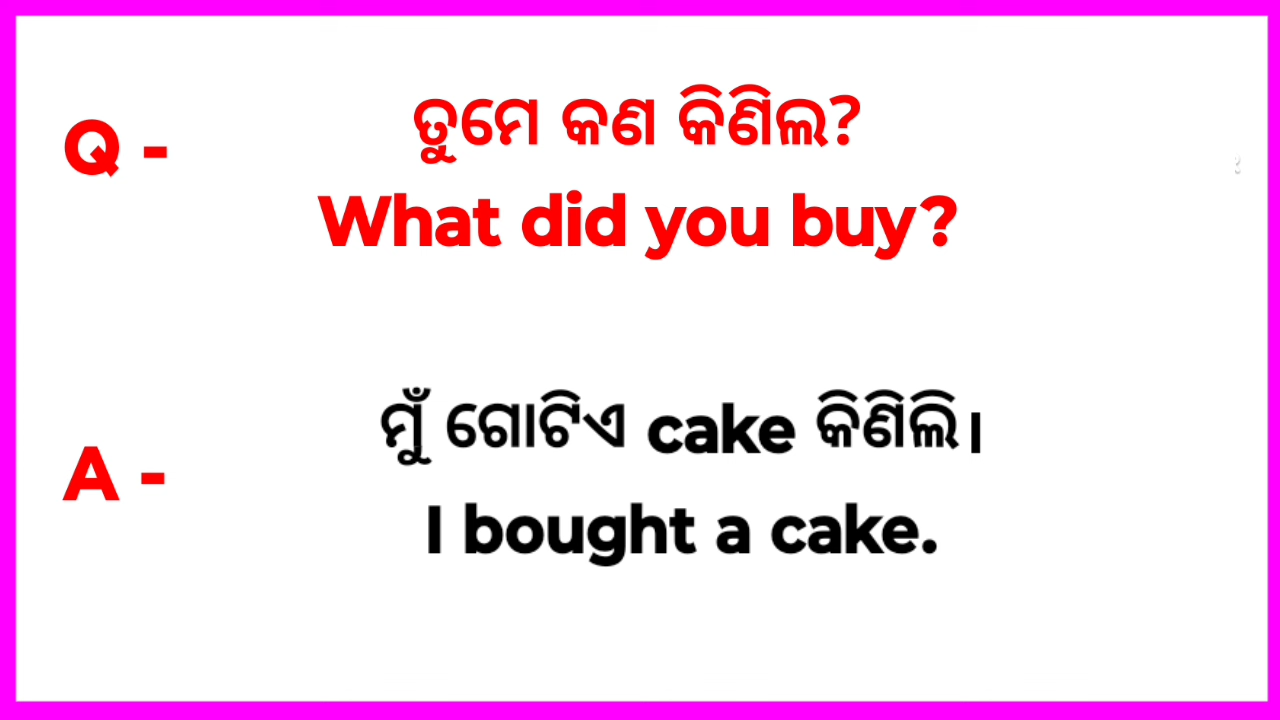 Q -
ତୁମେ କଣ କିଣିଲ?
What did you buy?
A -
ମୁଁ ଗୋଟିଏ cake କିଣିଲି।
I bought a cake.